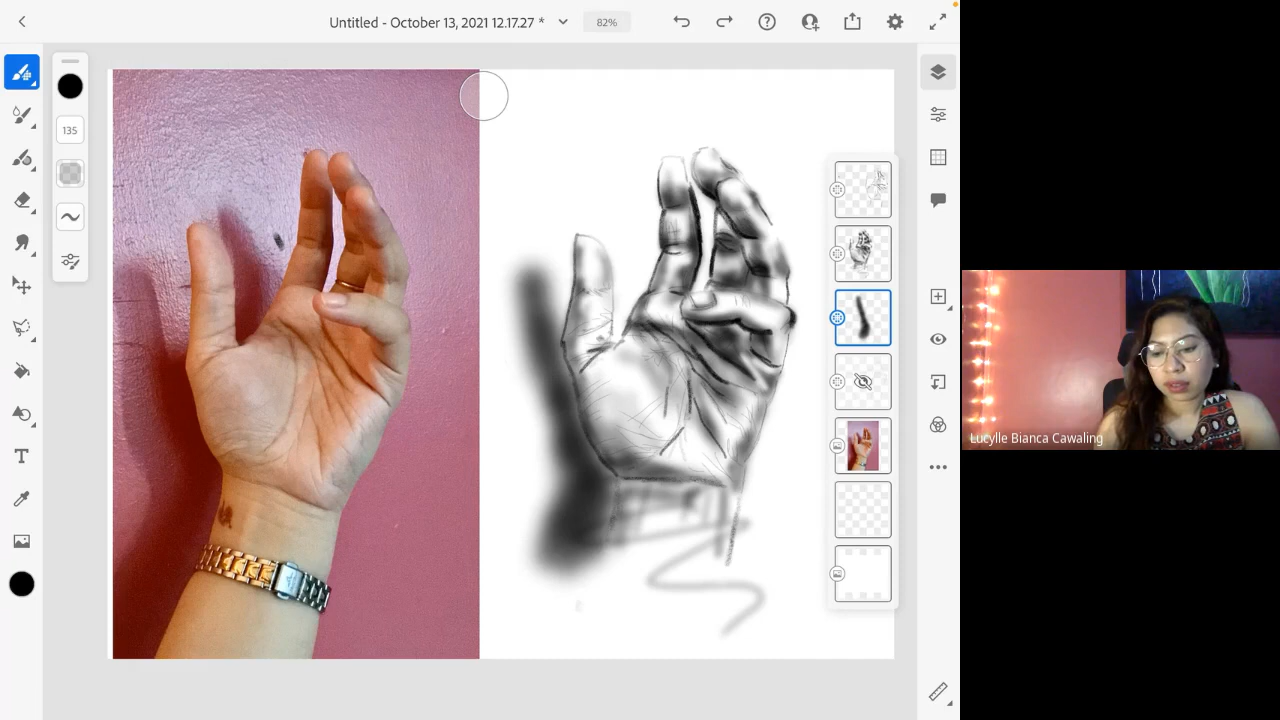 Untitled - October 13, 2021 12.17.27 *
82%
135
T
Lucylle Bianca Cawaling